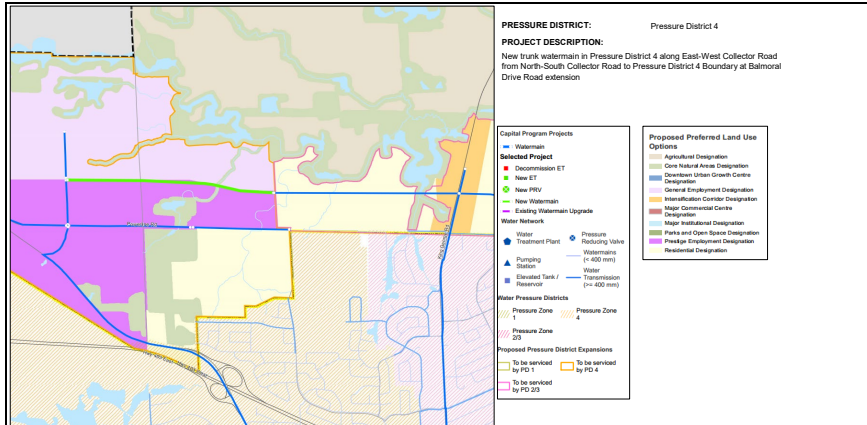 PRESSURE DISTRICT: Pressure District 4
PROJECT DESCRIPTION:
New trunk watermain in Pressure District 4 along East-West Collector Road
from North-South Collector Road to Pressure District 4 Boundary at Balmoral
Drive Road extension
Capital Program Projects
Watermain
Selected Project
Decommission ET
New ET
New PRV
New Watermain
Existing Watermain Upgrade
Water Network
Water
Treatment Plant
Pressure
Reducing Valve
Pumping
Station
Watermains
(< 400 mm)
Elevated Tank /
Reservoir
Water
Transmission
(>= 400 mm)
Water Pressure Districts
Pressure Zone
1
Pressure Zone
4
Pressure Zone
2/3
Proposed Pressure District Expansions
To be serviced
by PD 1
To be serviced
by PD 4
To be serviced
by PD 2/3
Proposed Preferred Land Use
Options
Agricultural Designation
Core Natural Areas Designation
Downtown Urban Growth Centre
Designation
General Employment Designation
Intensification Corridor Designation
Major Commercial Centre
Designation
Major Institutional Designation
Parks and Open Space Designation
Prestige Employment Designation
Residential Designation